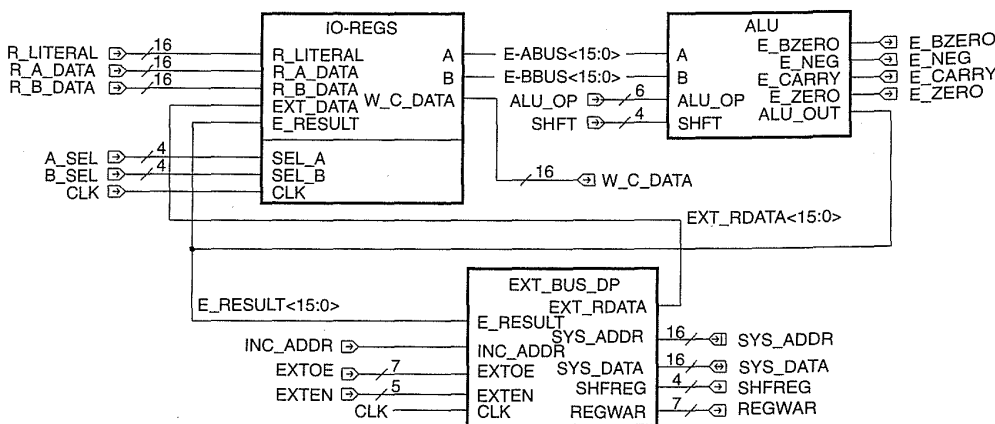 IO-REGS
R_LITERAL 16 R_LITERAL A
R_A_DATA 16 R_A_DATA B
R_B_DATA 16 R_B_DATA
EXT_DATA W_C_DATA
E_RESULT
A_SEL 4 SEL_A
B_SEL 4 SEL_B
CLK CLK
E-ABUS<15:0>
E-BBUS<15:0>
ALU_OP 6
SHFT 4
16 W_C_DATA
ALU
A E_BZERO E_BZERO
B E_NEG E_NEG
E_CARRY E_CARRY
ALU_OP E_ZERO E_ZERO
SHFT ALU_OUT
EXT_RDATA<15:0>
E_RESULT<15:0>
EXT_BUS_DP
EXT_RDATA
E_RESULT
SYS_ADDR 16 SYS_ADDR
INC_ADDR INC_ADDR
SYS_DATA 16 SYS_DATA
EXTOE 7 EXTOE
SHFREG 4 SHFREG
EXTEN 5 EXTEN
REGWAR 7 REGWAR
CLK CLK